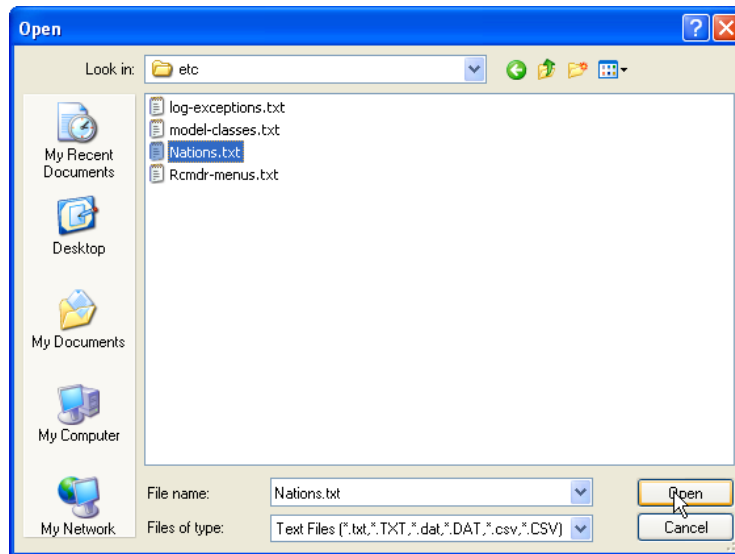 Open
Look in:
etc
My Recent
Documents
Desktop
My Documents
My Computer
My Network
log-exceptions.txt
model-classes.txt
Nations.txt
Rcmdr-menus.txt
File name:
Nations.txt
Open
Files of type:
Text Files (*.txt,*.TXT,*.dat,*.DAT,*.csv,*.CSV)
Cancel